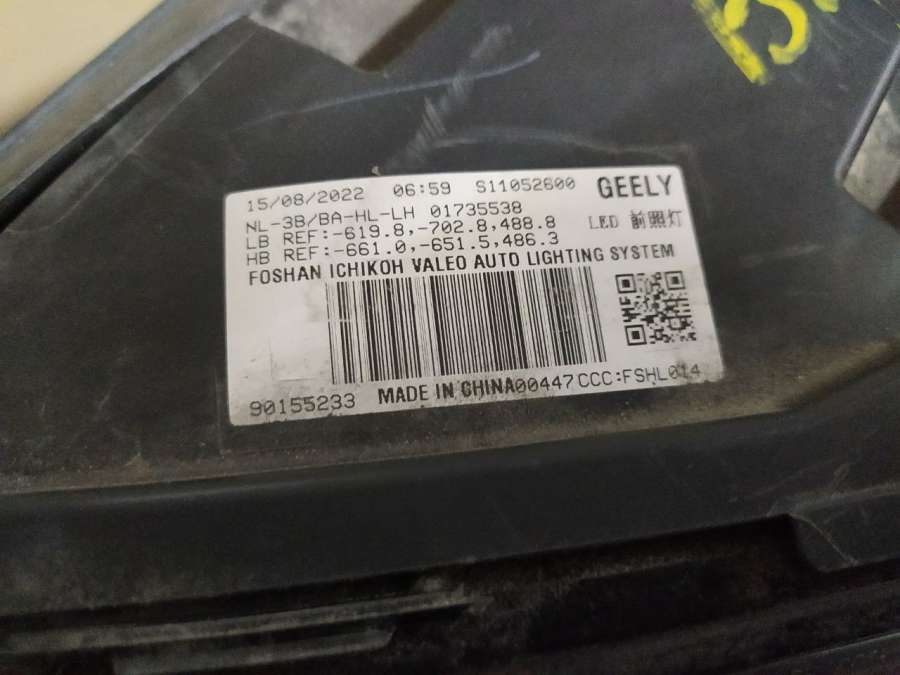 15/08/2022 06:59 S11052600 GEELY
NL-3B/BA-HL-LH 01735538
LB REF:-619.8,-702.8,488.8 LED 前照灯
HB REF:-661.0,-651.5,486.3
FOSHAN ICHIKOH VALEO AUTO LIGHTING SYSTEM
90155233 MADE IN CHINA00447 CCC:FSHL014